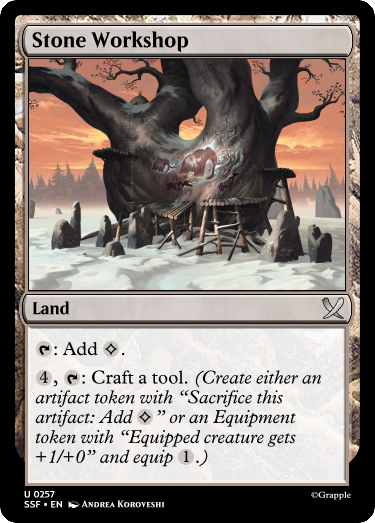 Stone Workshop
Land
: Add .
4, : Craft a tool. (Create either an
artifact token with “Sacrifice this
artifact: Add ” or an Equipment
token with “Equipped creature gets
+1/+0” and equip 1.)
U 0257
SSF • EN Andrea Koroveshi
©Grapple